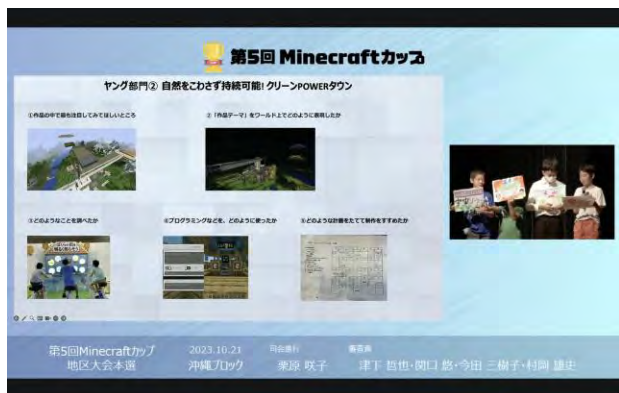 第5回 Minecraftカップ
ヤング部門② 自然をこわさず持続可能! クリーンPOWERタウン
①作品の中で最も注目してみてほしいところ
②「作品テーマ」をワールド上でどのように表現したか
③どのようなことを調べたか
④プログラミングなどを、どのように使ったか
⑤どのような計画をたてて制作をすすめたか
第5回Minecraftカップ
地区大会本選
2023.10.21
沖縄ブロック
司会進行
栗原 咲子
審査員
津下 哲也・関口 悠・今田 三樹子・村岡 雄史